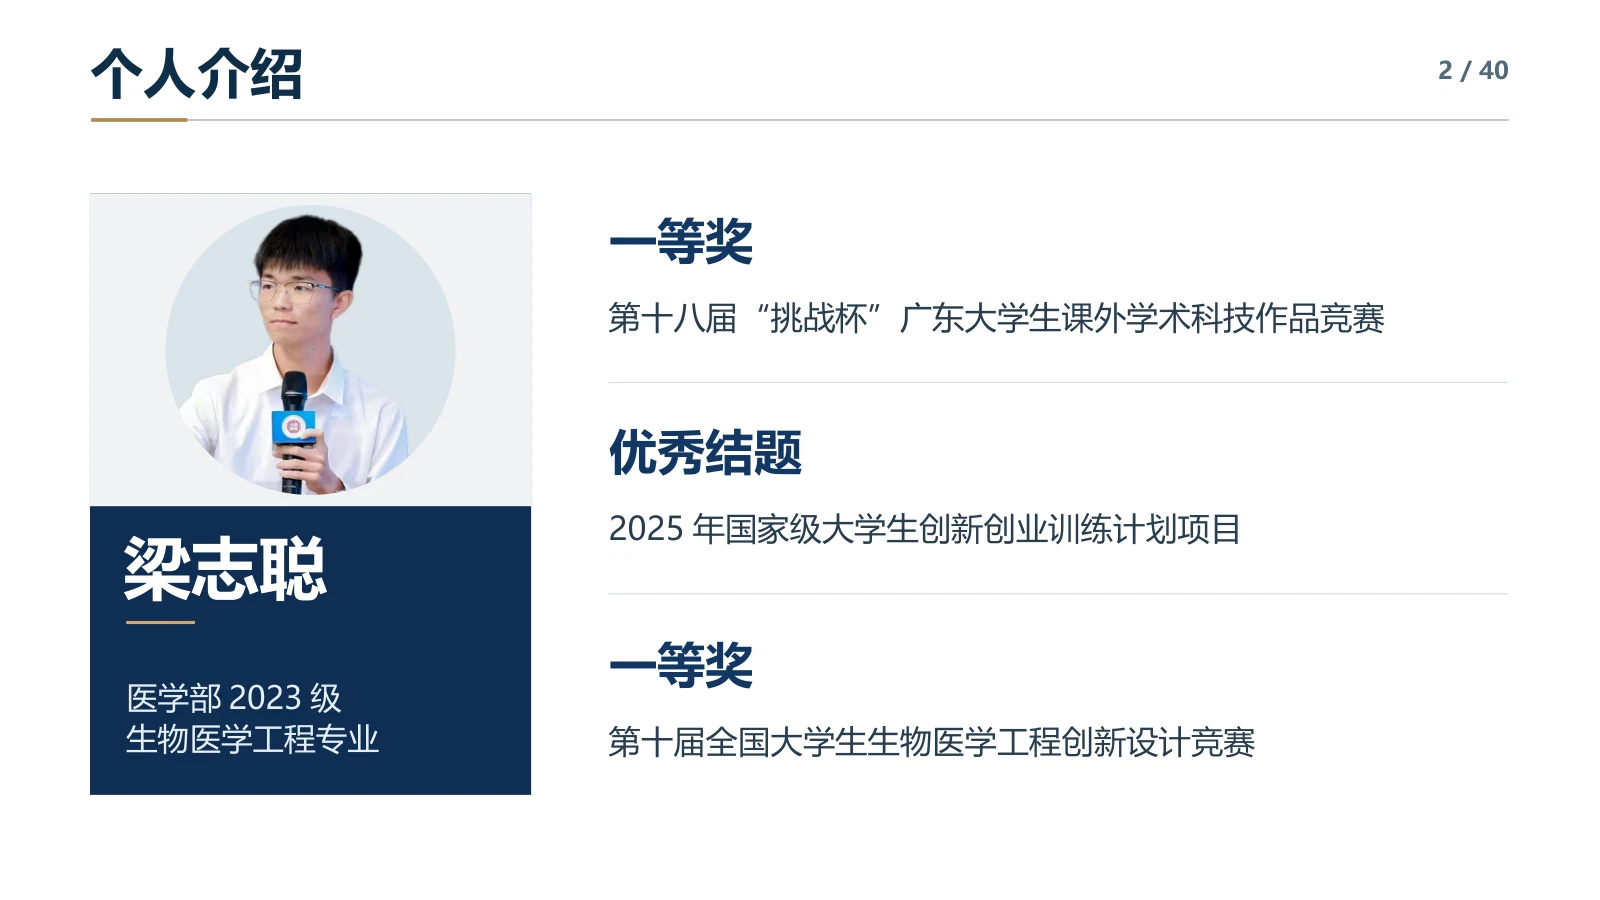 个人介绍
2 / 40
梁志聪
医学部 2023 级
生物医学工程专业
一等奖
第十八届“挑战杯”广东大学生课外学术科技作品竞赛
优秀结题
2025 年国家级大学生创新创业训练计划项目
一等奖
第十届全国大学生生物医学工程创新设计竞赛